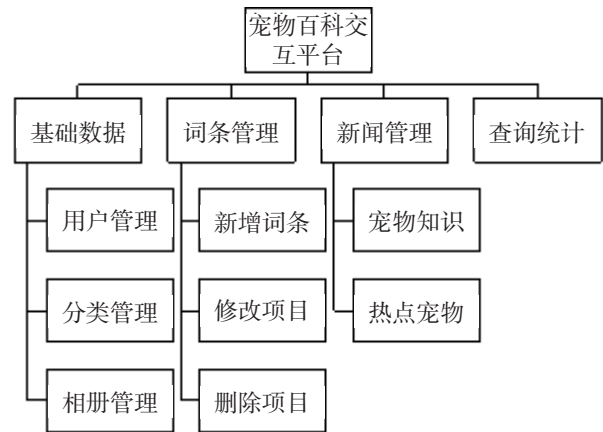 宠物百科交
互平台
基础数据
词条管理
新闻管理
查询统计
用户管理
新增词条
宠物知识
分类管理
修改项目
热点宠物
相册管理
删除项目